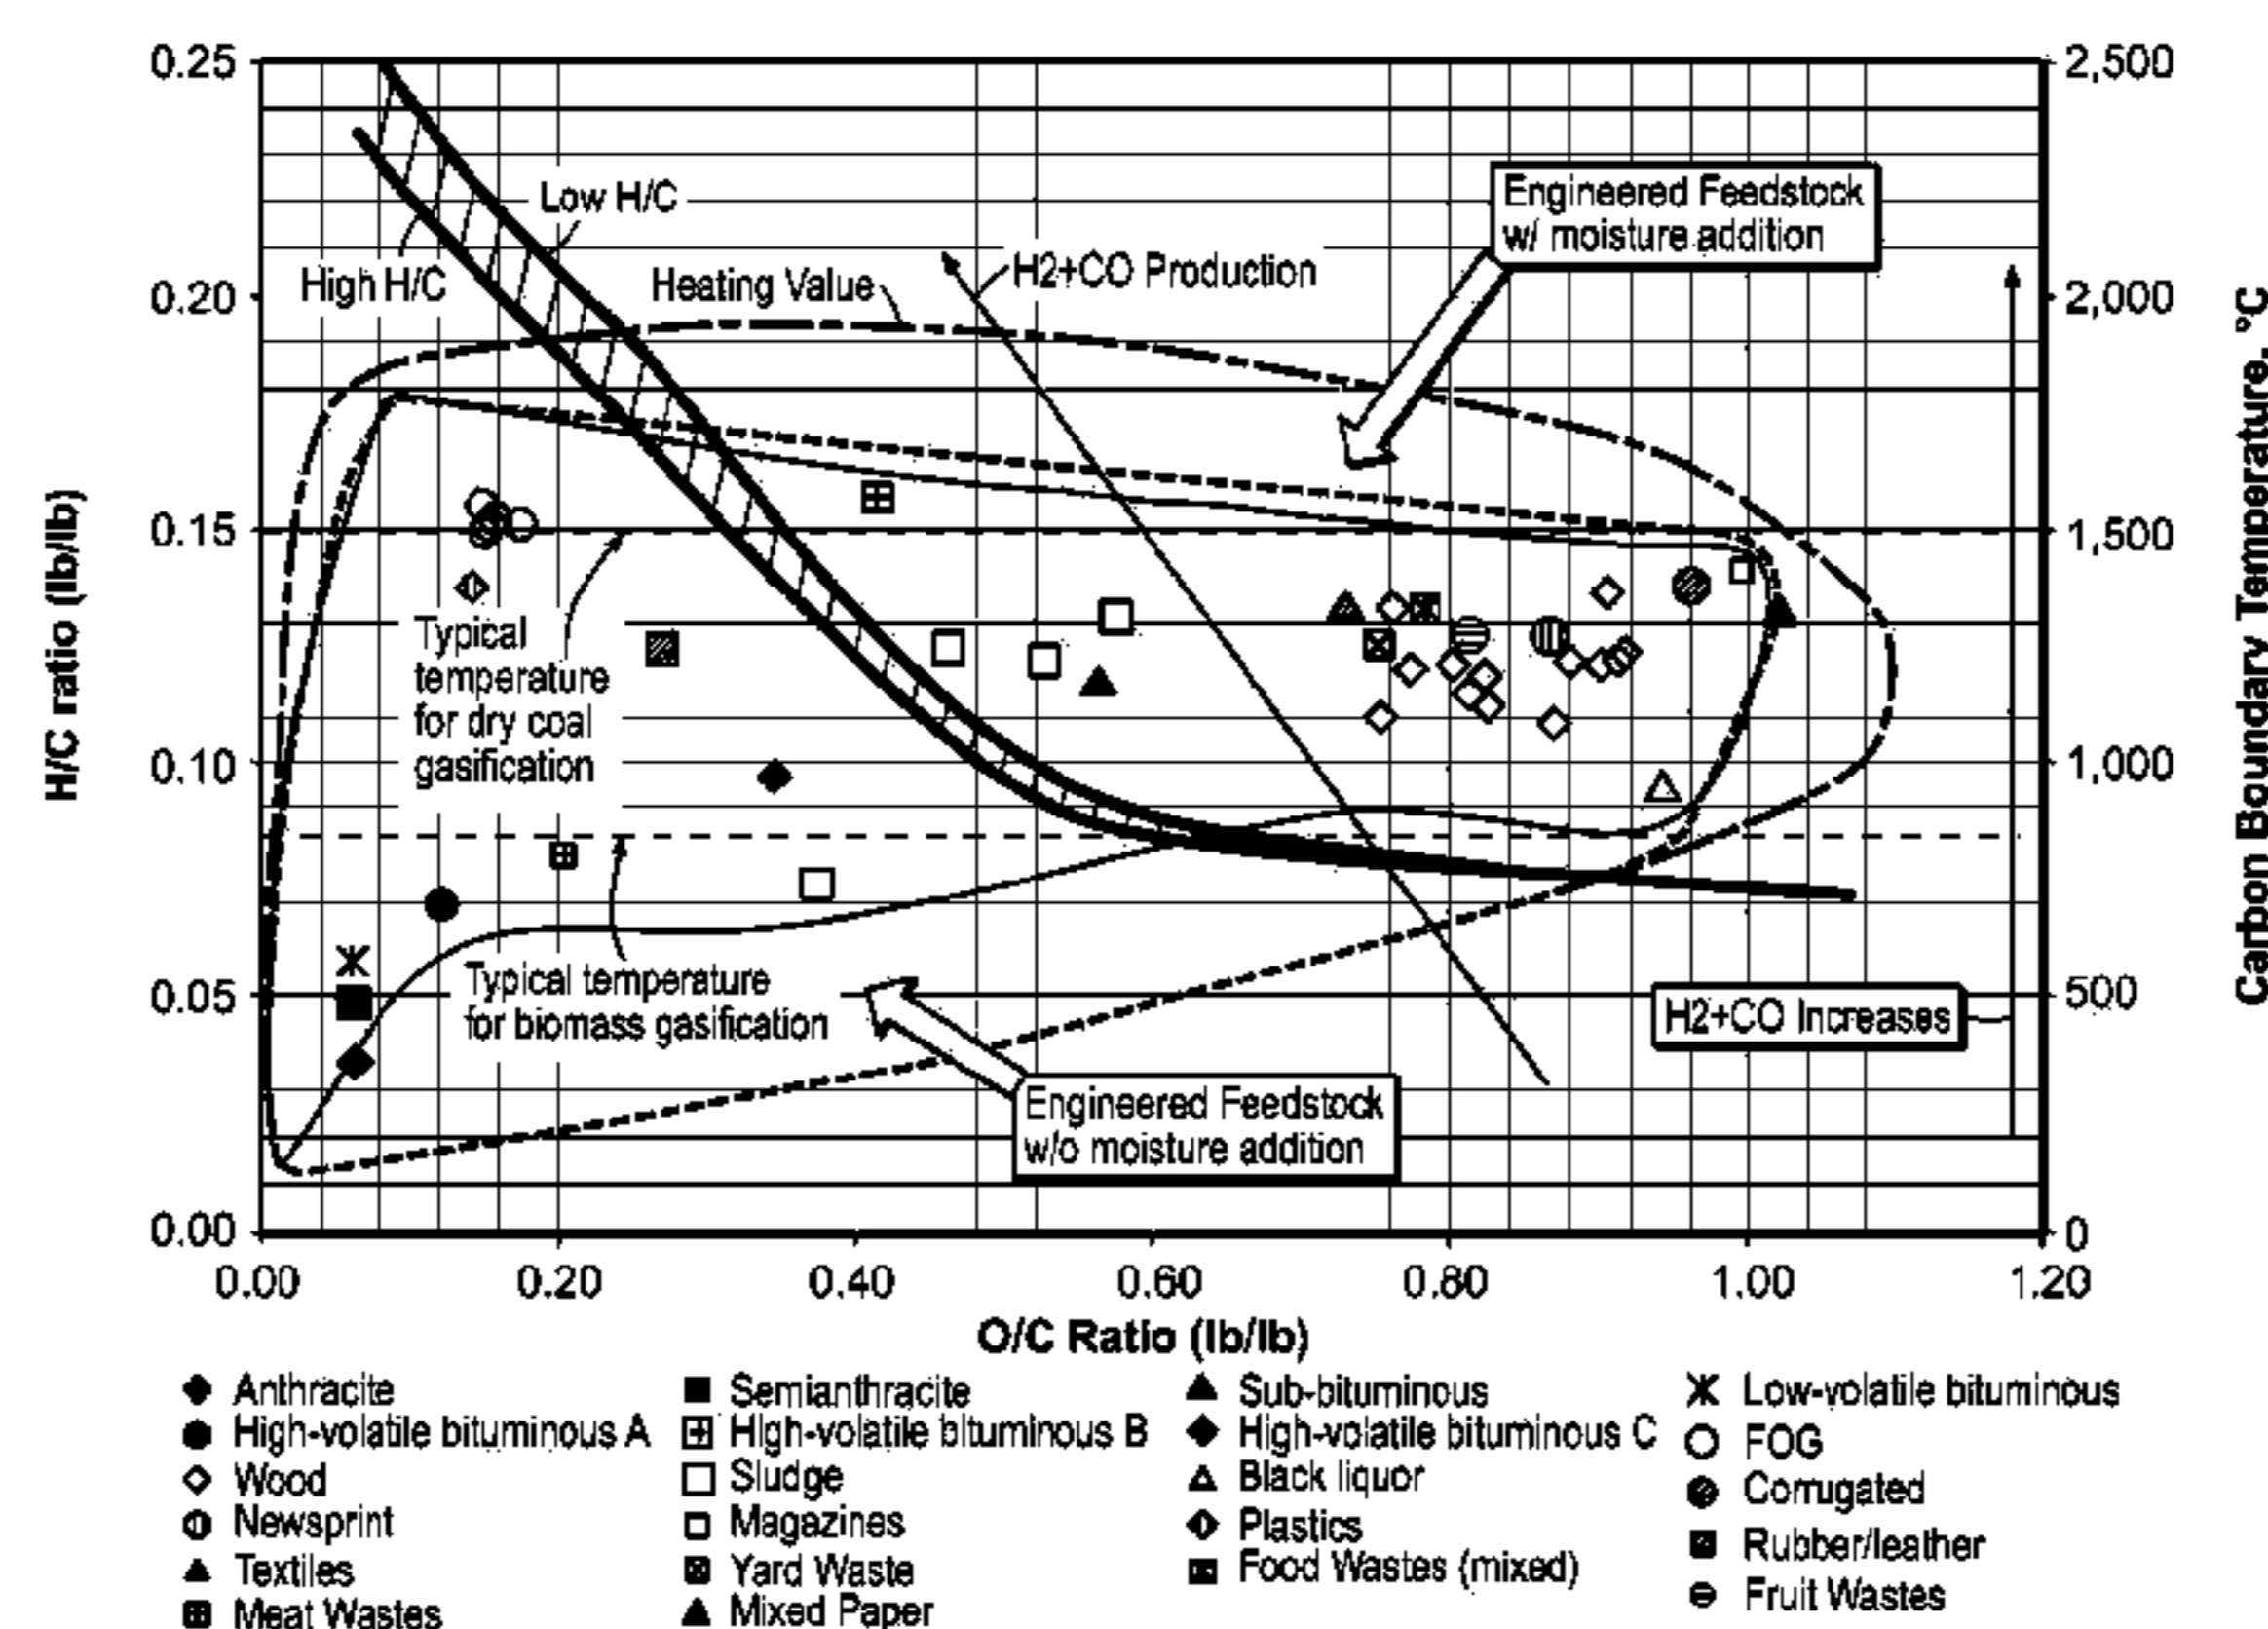 0.25
0.20
0.15
0.10
0.05
0.00
H/C ratio (lb/lb)
2,500
2,000
1,500
1,000
500
0
Carbon Boundary Temperature, °C
Low H/C
High H/C
Heating Value
H2+CO Production
Engineered Feedstock
w/ moisture addition
Typical
temperature
for dry coal
gasification
Typical temperature
for biomass gasification
H2+CO Increases
Engineered Feedstock
w/o moisture addition
0.00 0.20 0.40 0.60 0.80 1.00 1.20
O/C Ratio (lb/lb)
Anthracite
High-volatile bituminous A
Wood
Newsprint
Textiles
Meat Wastes
Semianthracite
High-volatile bituminous B
Sludge
Magazines
Yard Waste
Mixed Paper
Sub-bituminous
High-volatile bituminous C
Black liquor
Plastics
Food Wastes (mixed)
Low-volatile bituminous
FOG
Corrugated
Rubber/leather
Fruit Wastes